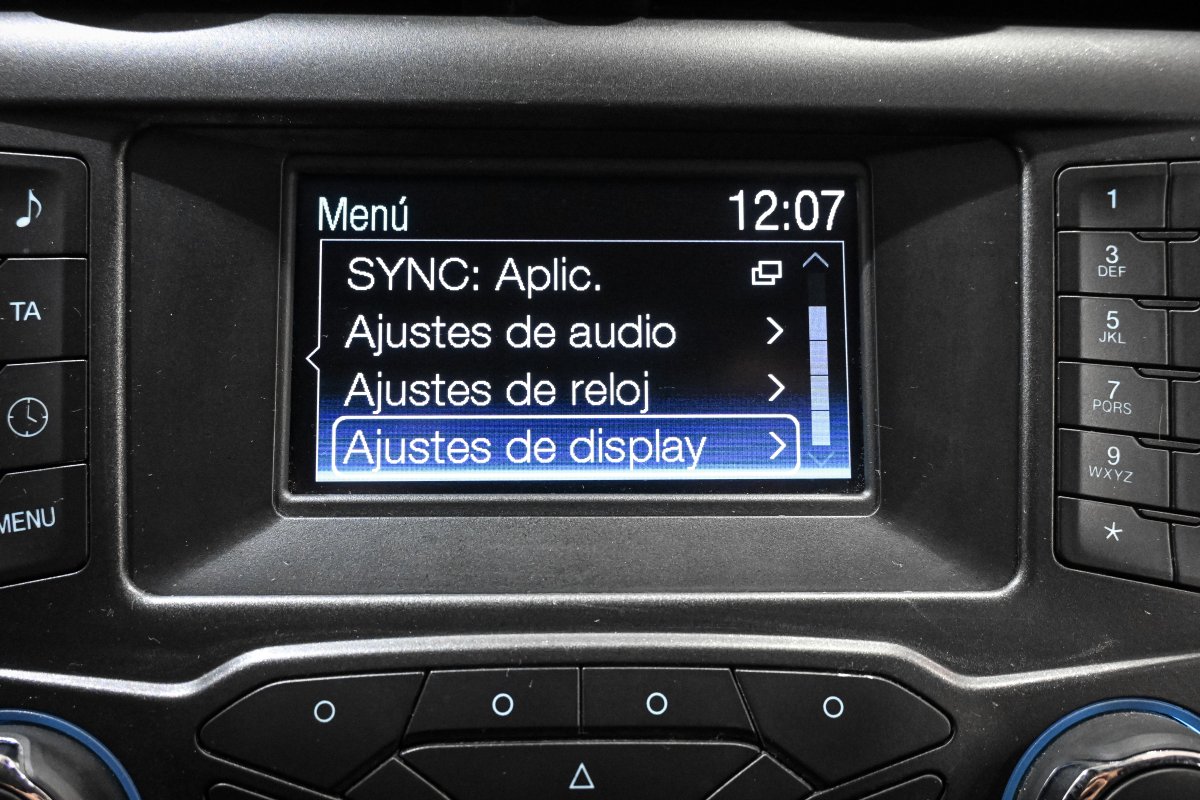 Menú 12:07
SYNC: Aplic.
Ajustes de audio
Ajustes de reloj
Ajustes de display
TA
MENU
1
3
DEF
5
JKL
7
PQRS
9
WXYZ
*